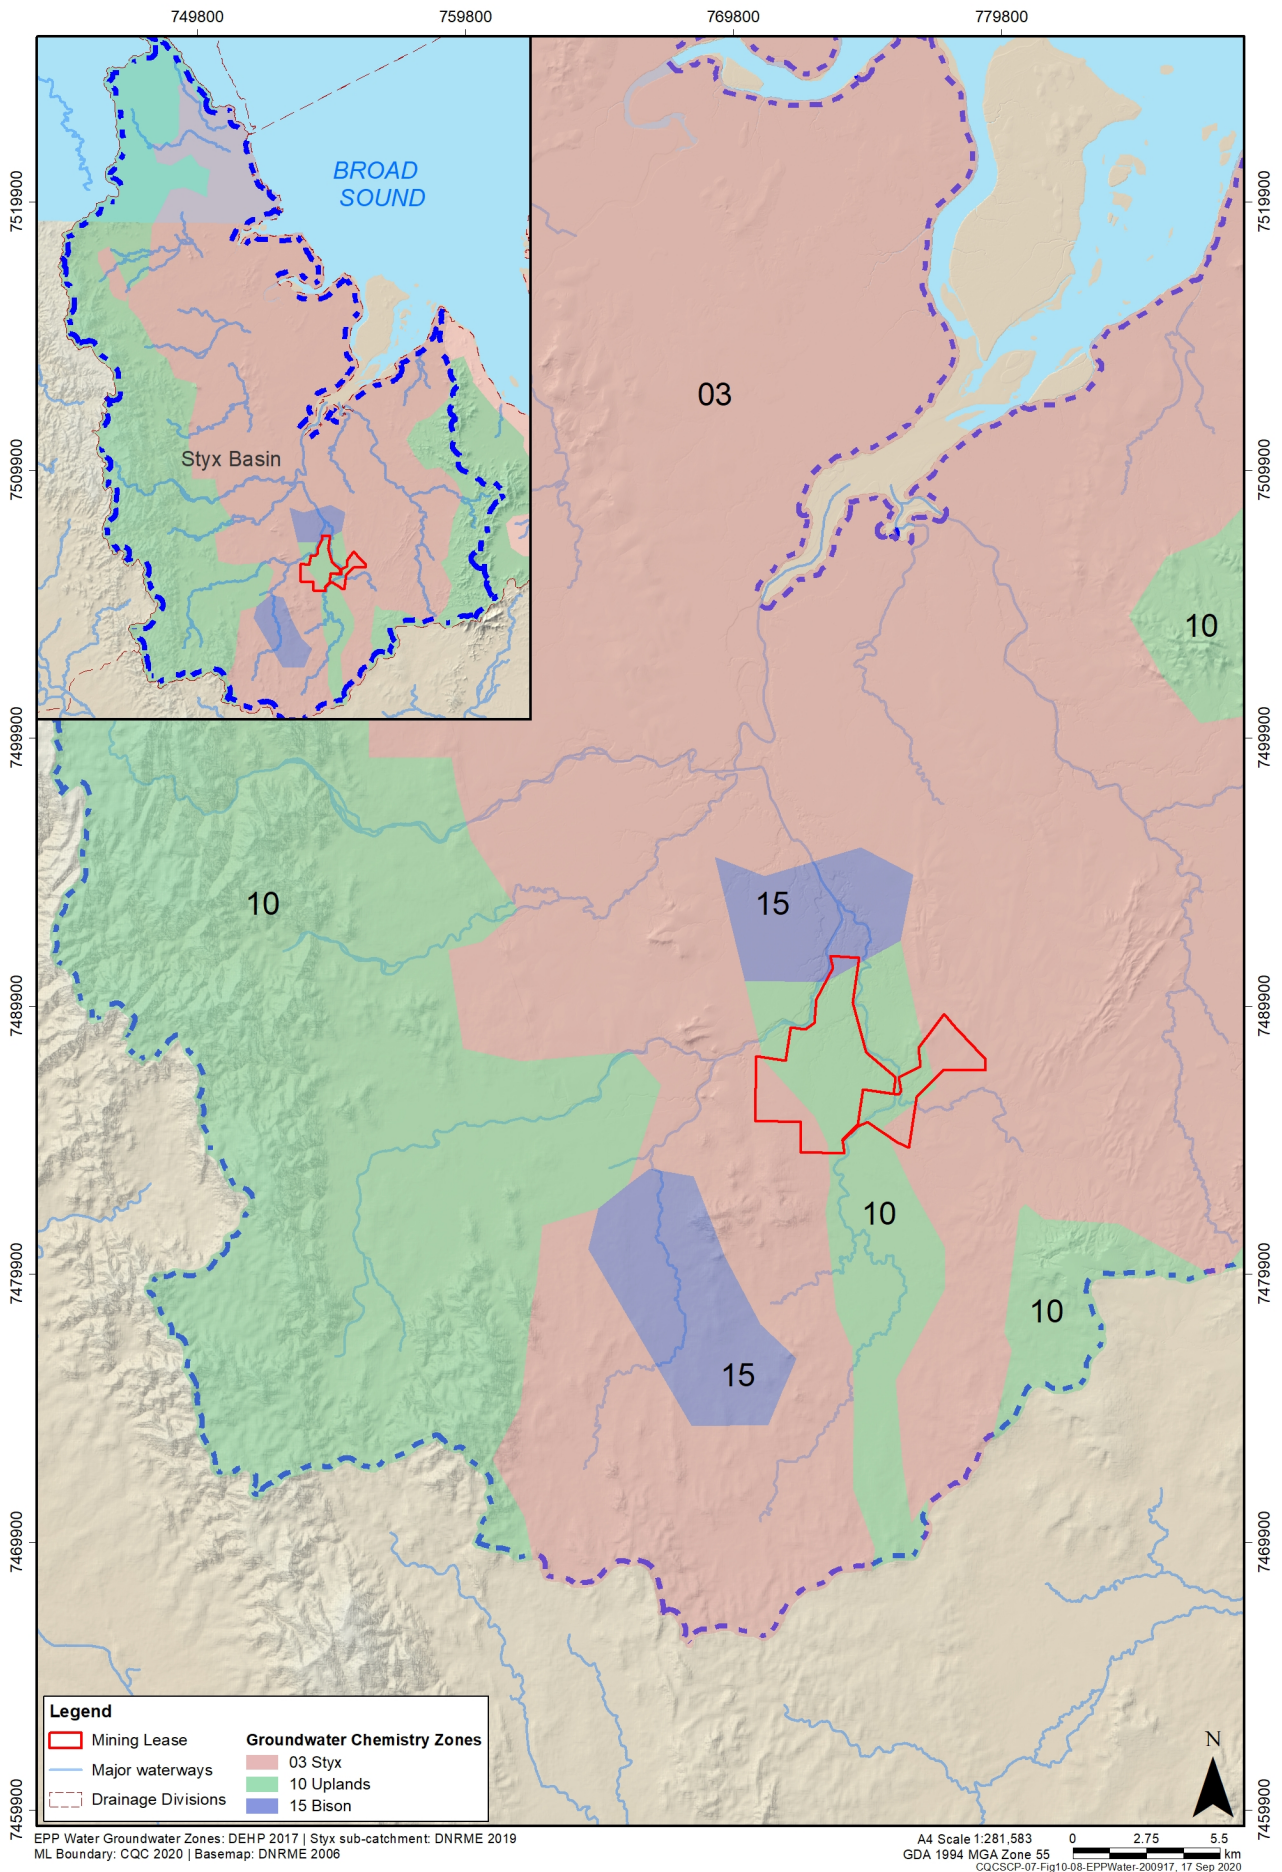 749800
759800
769800
779800
7519900
7519900
BROAD
SOUND
03
Styx Basin
7509900
7509900
10
7499900
7499900
10
15
7489900
7489900
10
7479900
7479900
10
15
7469900
7469900
7459900
7459900
Legend
Mining Lease
Major waterways
Drainage Divisions
Groundwater Chemistry Zones
03 Styx
10 Uplands
15 Bison
N
EPP Water Groundwater Zones: DEHP 2017 | Styx sub-catchment: DNRME 2019
ML Boundary: CQC 2020 | Basemap: DNRME 2006
A4 Scale 1:281,583
GDA 1994 MGA Zone 55
0 2.75 5.5
km
CQCSCP-07-Fig10-08-EPPWater-200917, 17 Sep 2020